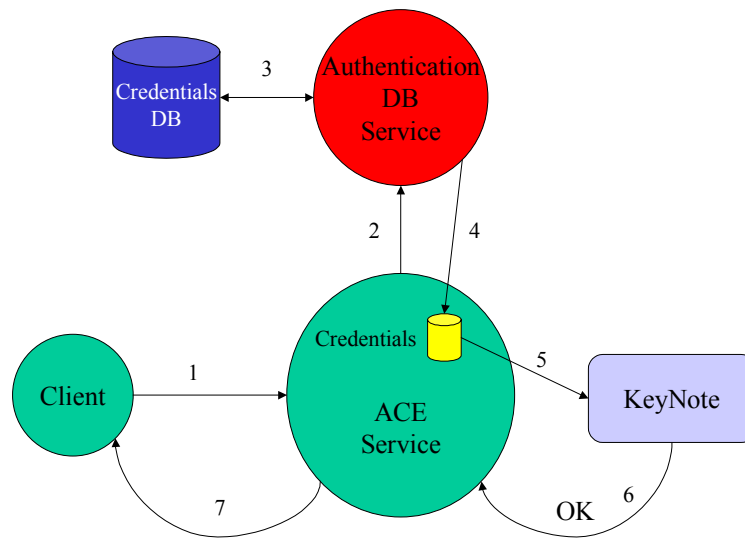 Authentication
DB
Service
3
Credentials
DB
2
4
Credentials
5
1
Client
KeyNote
ACE
Service
7
OK
6